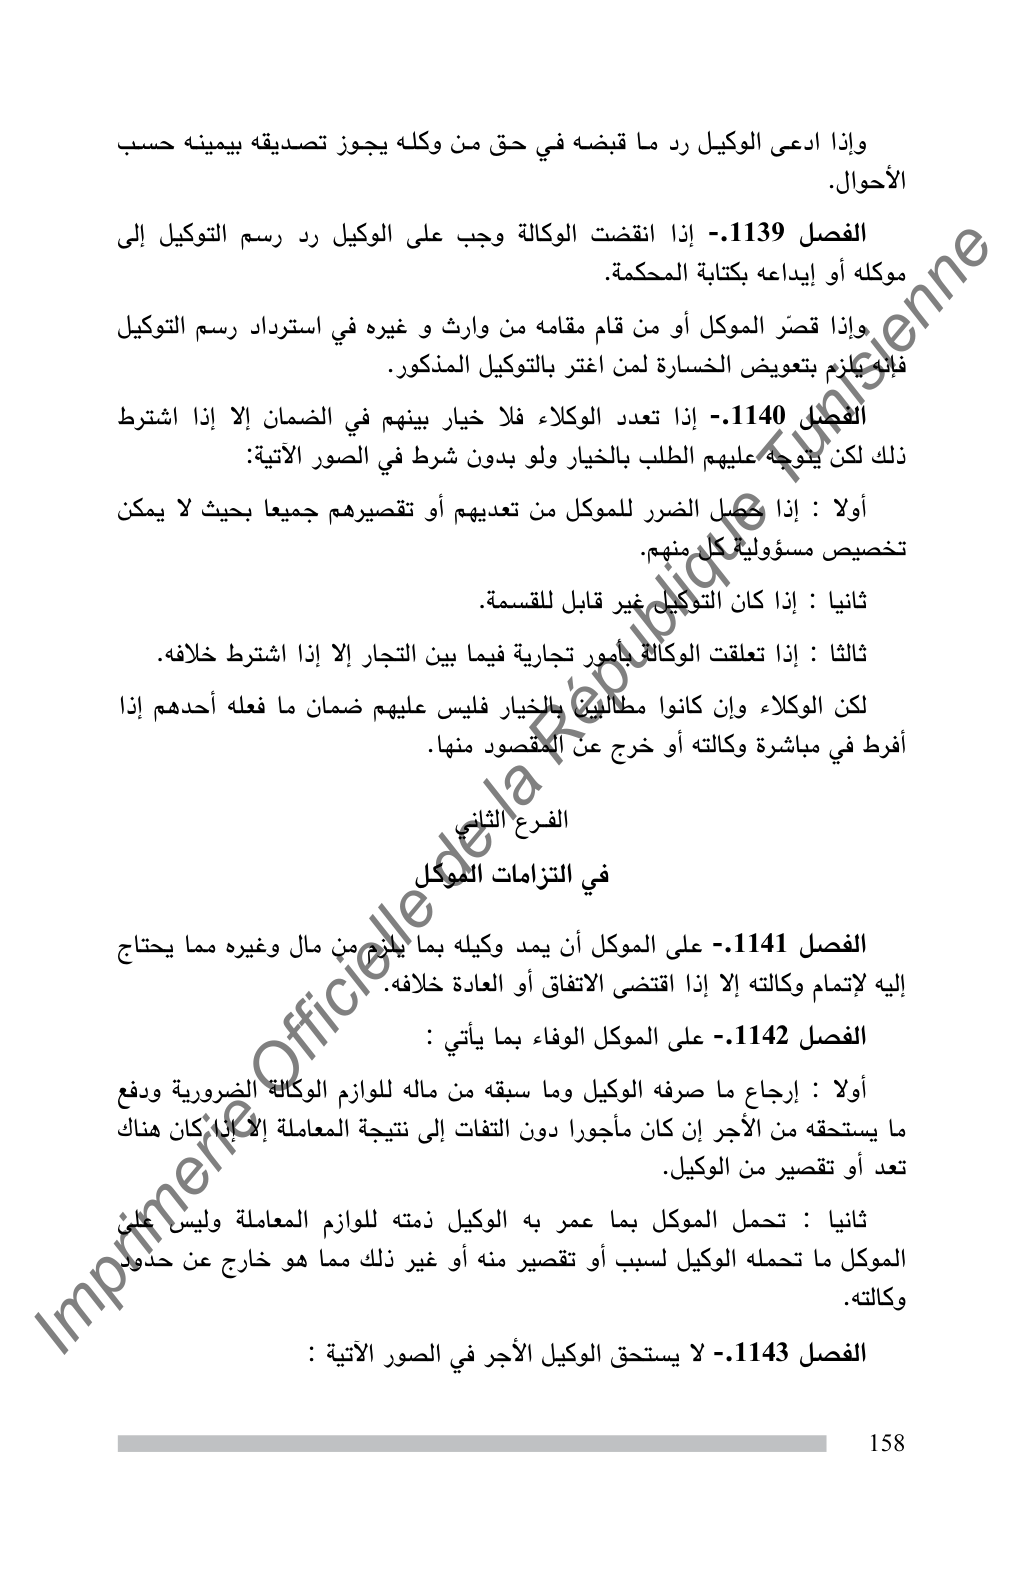 وإذا ادعى الوكيل رد ما قبضه في حق من وكله يجوز تصديقه بيمينه حسب
الأحوال.
الفصل 1139.- إذا انقضت الوكالة وجب على الوكيل رد رسم التوكيل إلى
موكله أو إيداعه بكتابة المحكمة.
وإذا قصّر الموكل أو من قام مقامه من وارث و غيره في استرداد رسم التوكيل
فإنه يلزم بتعويض الخسارة لمن اغتر بالتوكيل المذكور.
الفصل 1140.- إذا تعدد الوكلاء فلا خيار بينهم في الضمان إلا إذا اشترط
ذلك لكن يتوجه عليهم الطلب بالخيار ولو بدون شرط في الصور الآتية:
أولا : إذا حصل الضرر للموكل من تعديهم أو تقصيرهم جميعا بحيث لا يمكن
تخصيص مسؤولية كل منهم.
ثانيا : إذا كان التوكيل غير قابل للقسمة.
ثالثا : إذا تعلقت الوكالة بأمور تجارية فيما بين التجار إلا إذا اشترط خلافه.
لكن الوكلاء وإن كانوا مطالبين بالخيار فليس عليهم ضمان ما فعله أحدهم إذا
أفرط في مباشرة وكالته أو خرج عن المقصود منها.
الفـرع الثاني
في التزامات الموكل
الفصل 1141.- على الموكل أن يمد وكيله بما يلزم من مال وغيره مما يحتاج
إليه لإتمام وكالته إلا إذا اقتضى الاتفاق أو العادة خلافه.
الفصل 1142.- على الموكل الوفاء بما يأتي :
أولا : إرجاع ما صرفه الوكيل وما سبقه من ماله للوازم الوكالة الضرورية ودفع
ما يستحقه من الأجر إن كان مأجورا دون التفات إلى نتيجة المعاملة إلا إذا كان هناك
تعد أو تقصير من الوكيل.
ثانيا : تحمل الموكل بما عمر به الوكيل ذمته للوازم المعاملة وليس على
الموكل ما تحمله الوكيل لسبب أو تقصير منه أو غير ذلك مما هو خارج عن حدود
وكالته.
الفصل 1143.- لا يستحق الوكيل الأجر في الصور الآتية :
158
Imprimerie Officielle de la République Tunisienne